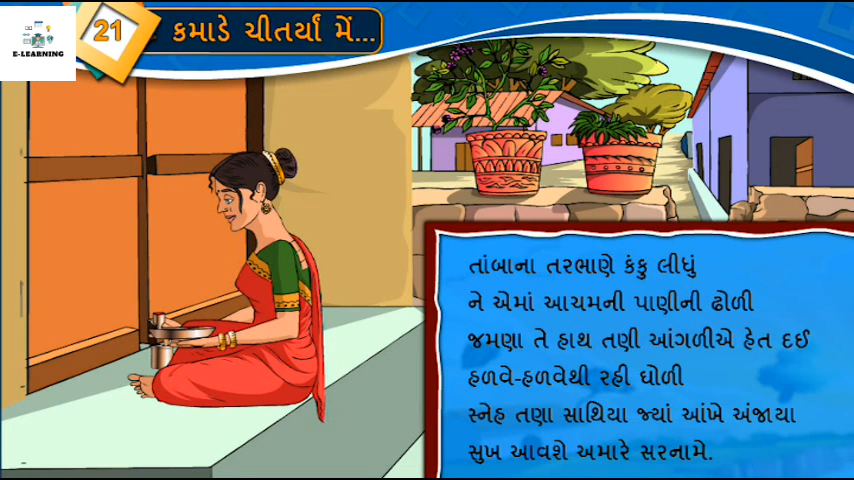 E-LEARNING
21
કમાડે ચીતર્યાં મેં...
તાંબાના તરભાણે કંકુ લીધું
ને એમાં આચમની પાણીની ઢોળી
જમણા તે હાથ તણી આંગળીએ હેત દઈ
હળવે-હળવેથી રહી ઘોળી
સ્નેહ તણા સાથિયા જ્યાં આંખે અંજાયા
સુખ આવશે અમારે સરનામે.